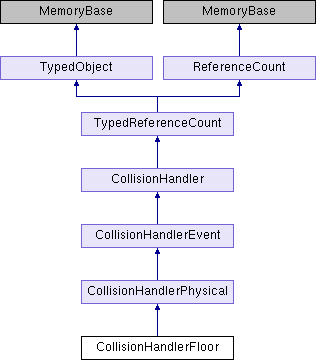 MemoryBase MemoryBase
TypedObject ReferenceCount
TypedReferenceCount
CollisionHandler
CollisionHandlerEvent
CollisionHandlerPhysical
CollisionHandlerFloor